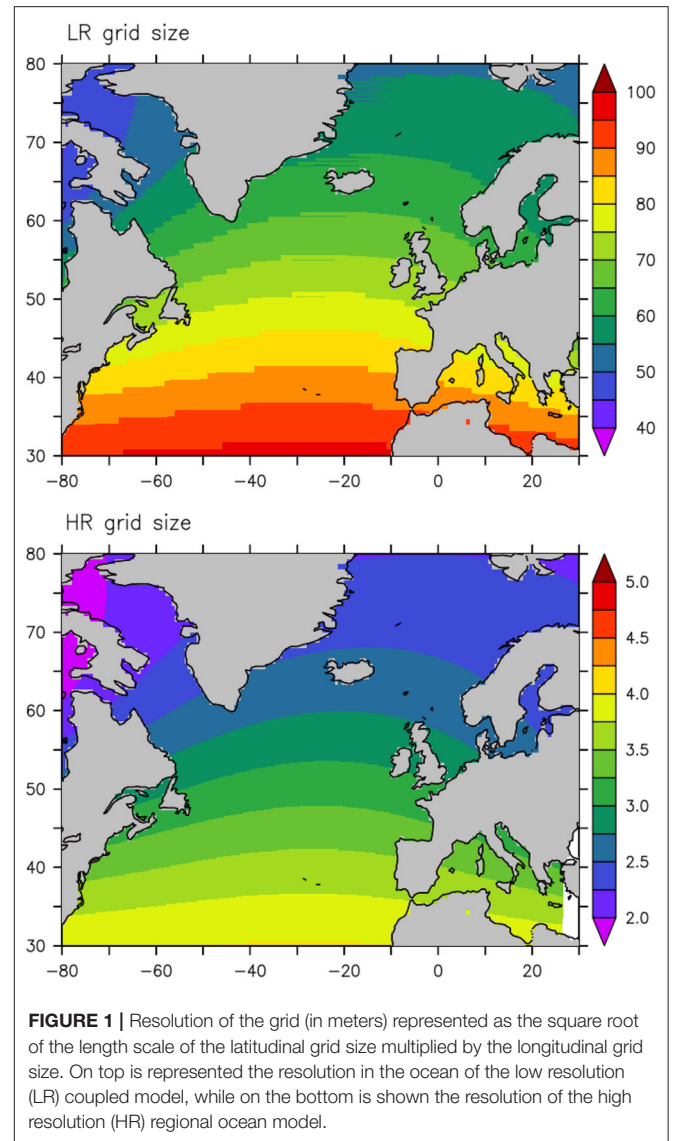 LR grid size
80
70
60
50
40
30
-80 -60 -40 -20 0 20
100
90
80
70
60
50
40
HR grid size
80
70
60
50
40
30
-80 -60 -40 -20 0 20
5.0
4.5
4.0
3.5
3.0
2.5
2.0
FIGURE 1 | Resolution of the grid (in meters) represented as the square root
of the length scale of the latitudinal grid size multiplied by the longitudinal grid
size. On top is represented the resolution in the ocean of the low resolution
(LR) coupled model, while on the bottom is shown the resolution of the high
resolution (HR) regional ocean model.